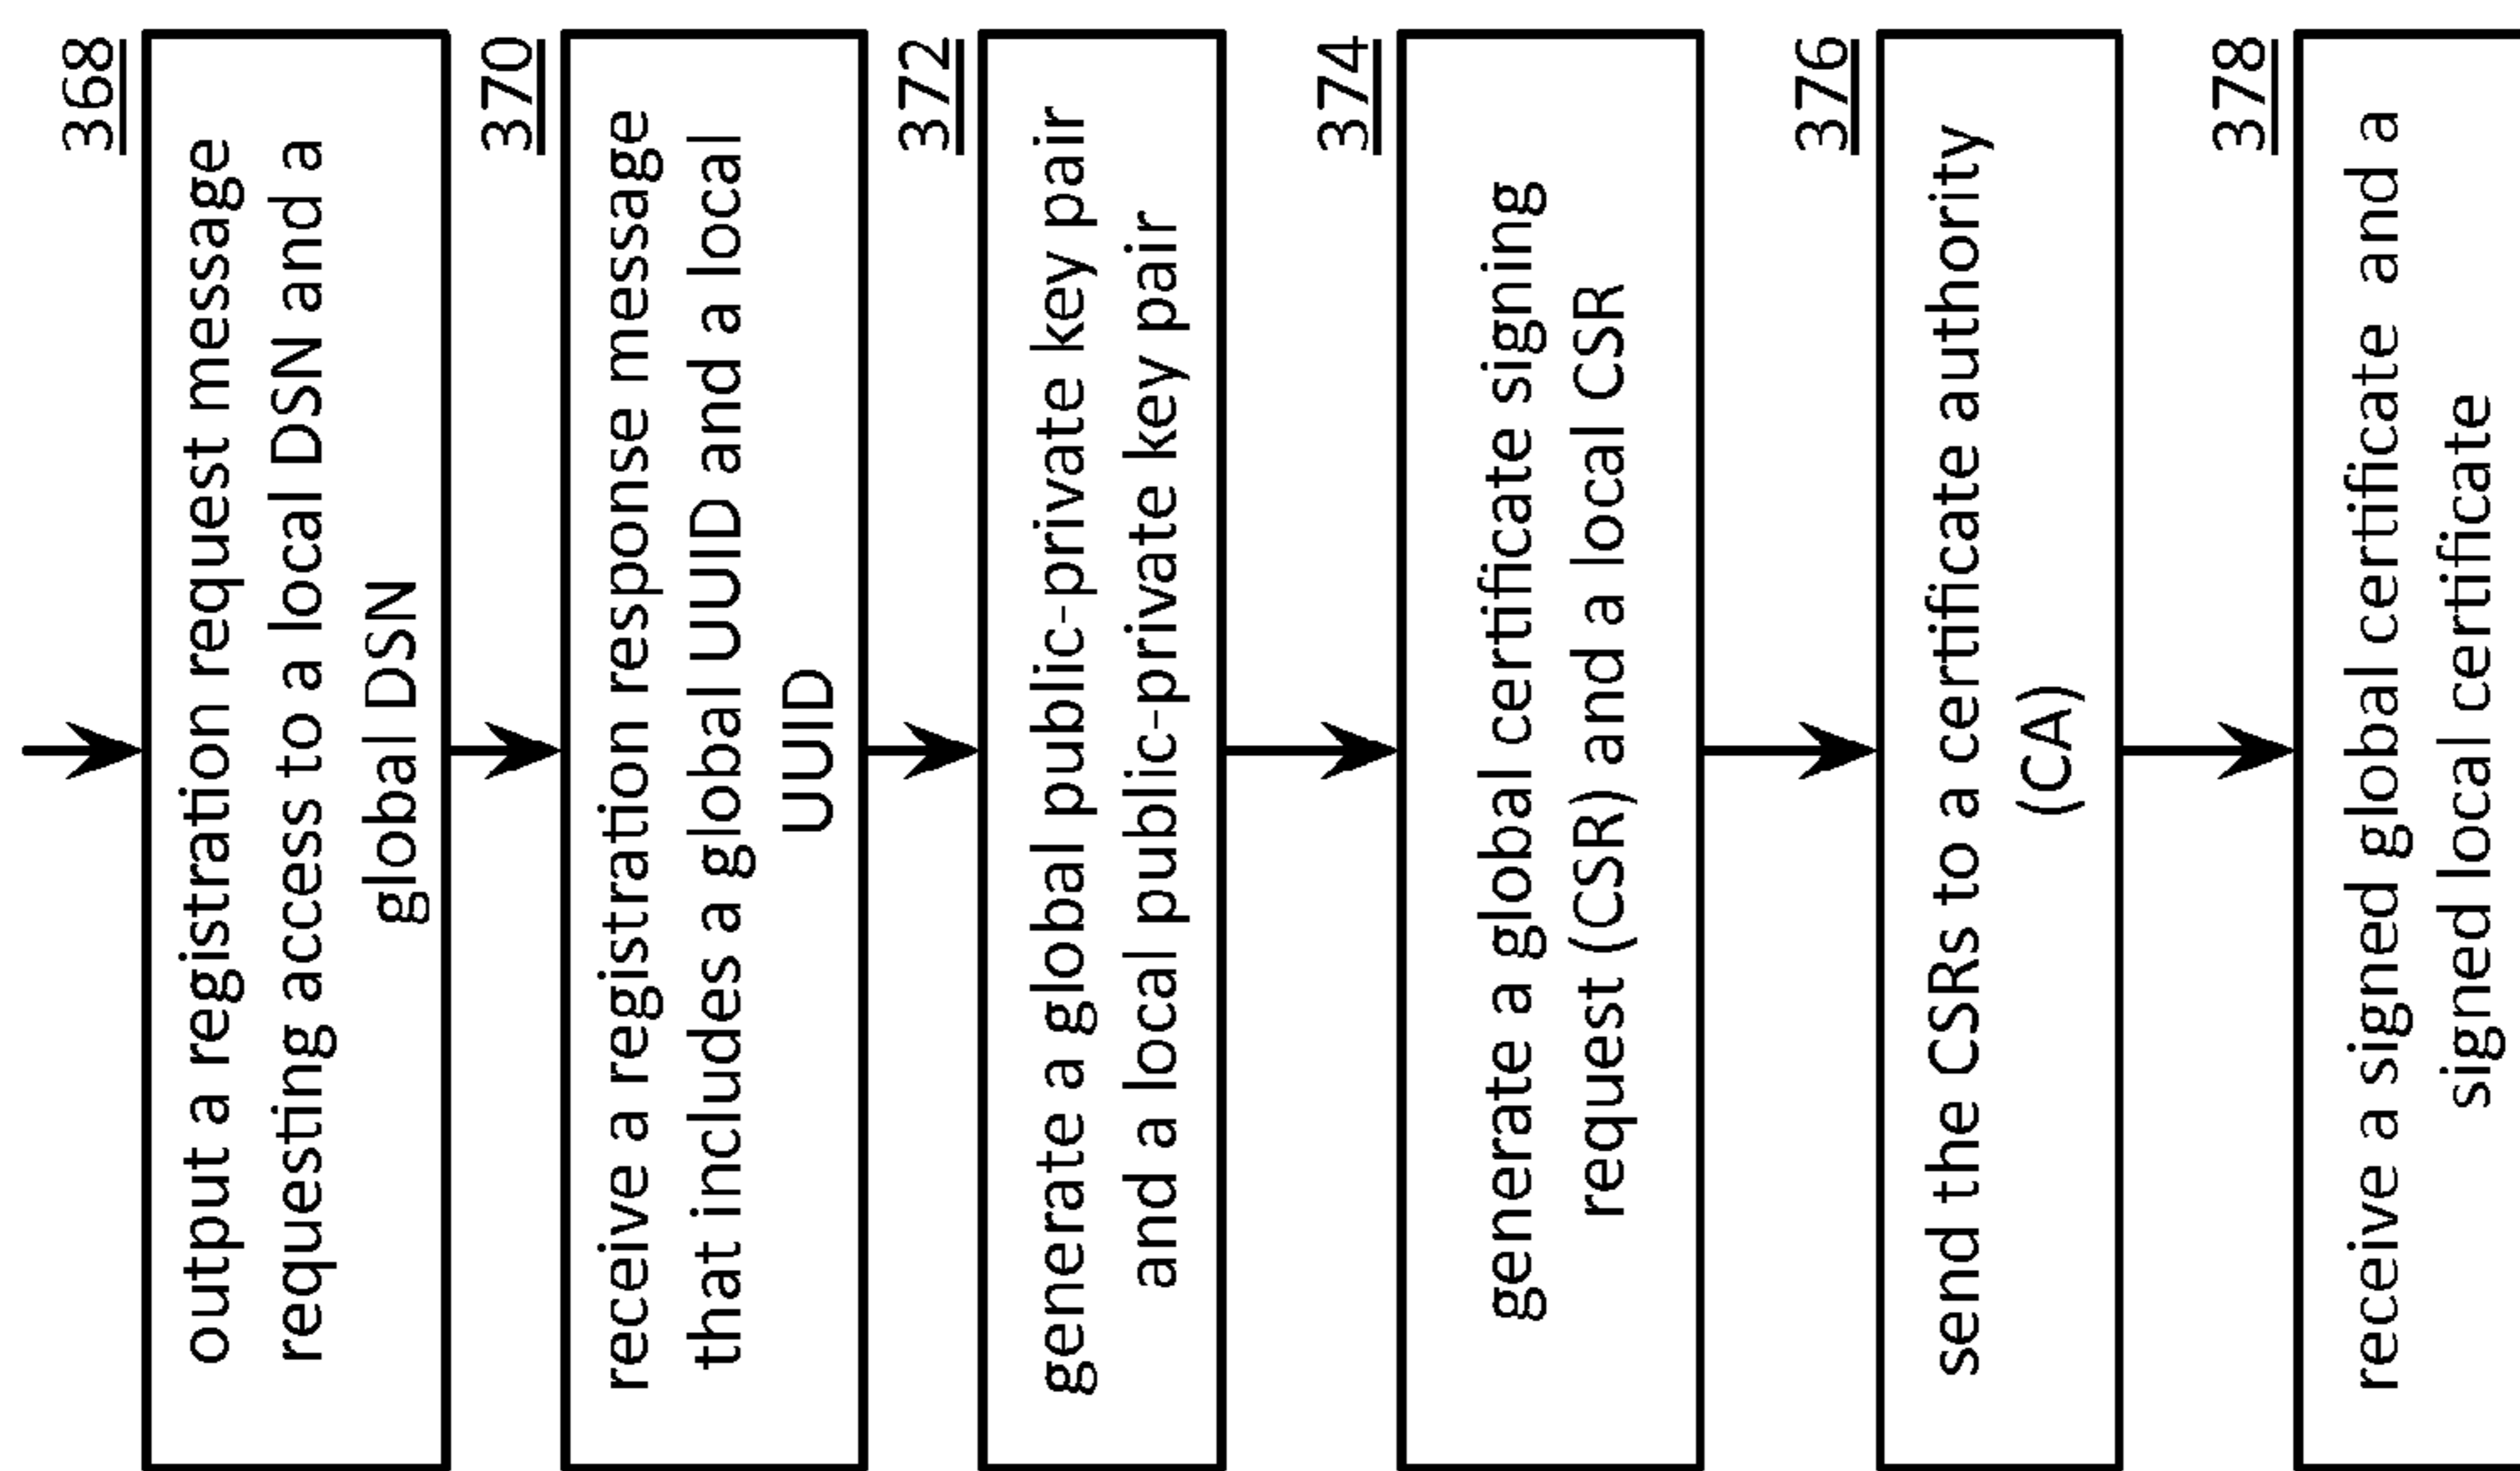 368
output a registration request message
requesting access to a local DSN and a
global DSN
370
receive a registration response message
that includes a global UUID and a local
UUID
372
generate a global public-private key pair
and a local public-private key pair
374
generate a global certificate signing
request (CSR) and a local CSR
376
send the CSRs to a certificate authority
(CA)
378
receive a signed global certificate and a
signed local certificate